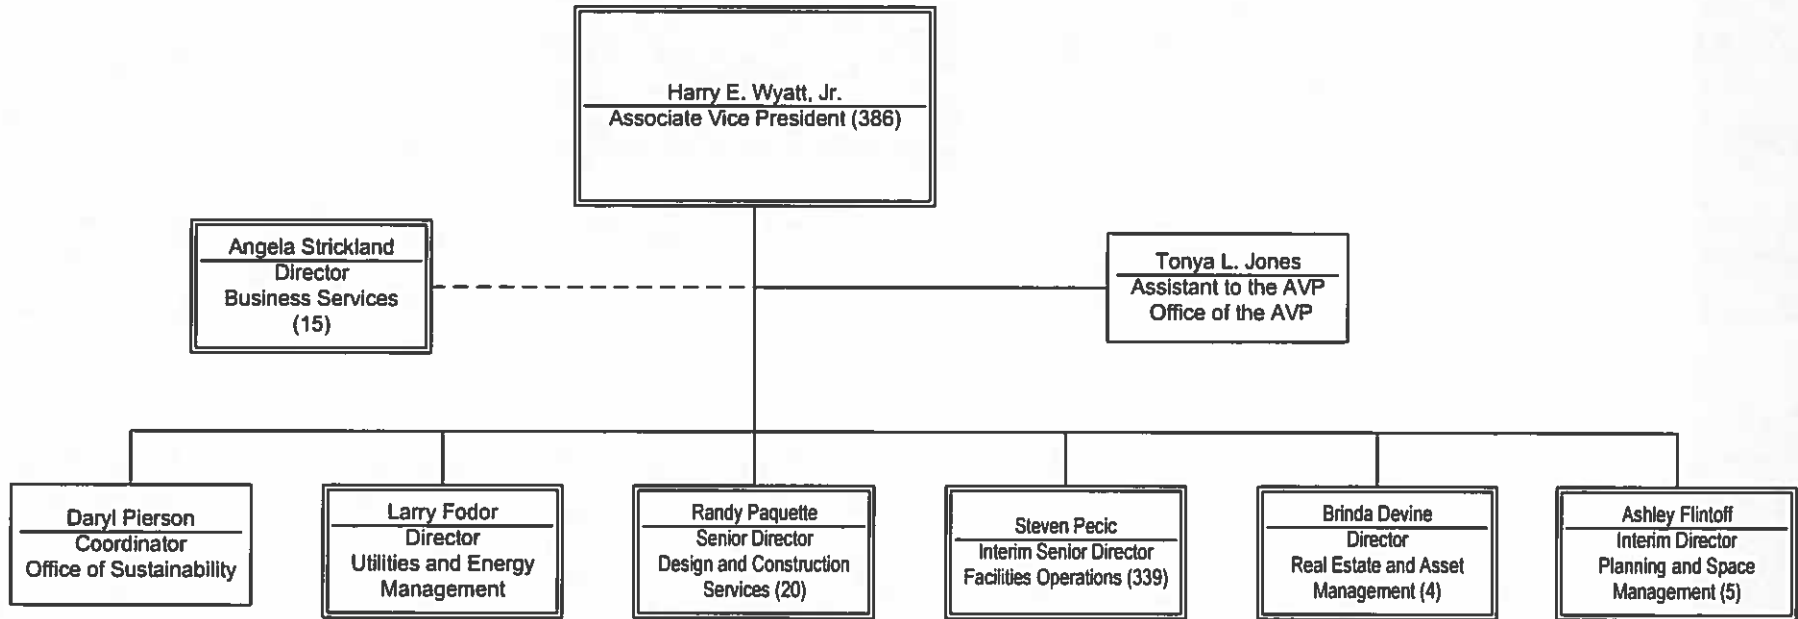 Harry E. Wyatt, Jr.
Associate Vice President (386)
Angela Strickland
Director
Business Services
(15)
Tonya L. Jones
Assistant to the AVP
Office of the AVP
Daryl Pierson
Coordinator
Office of Sustainability
Larry Fodor
Director
Utilities and Energy
Management
Randy Paquette
Senior Director
Design and Construction
Services (20)
Steven Pecic
Interim Senior Director
Facilities Operations (339)
Brinda Devine
Director
Real Estate and Asset
Management (4)
Ashley Flintoff
Interim Director
Planning and Space
Management (5)